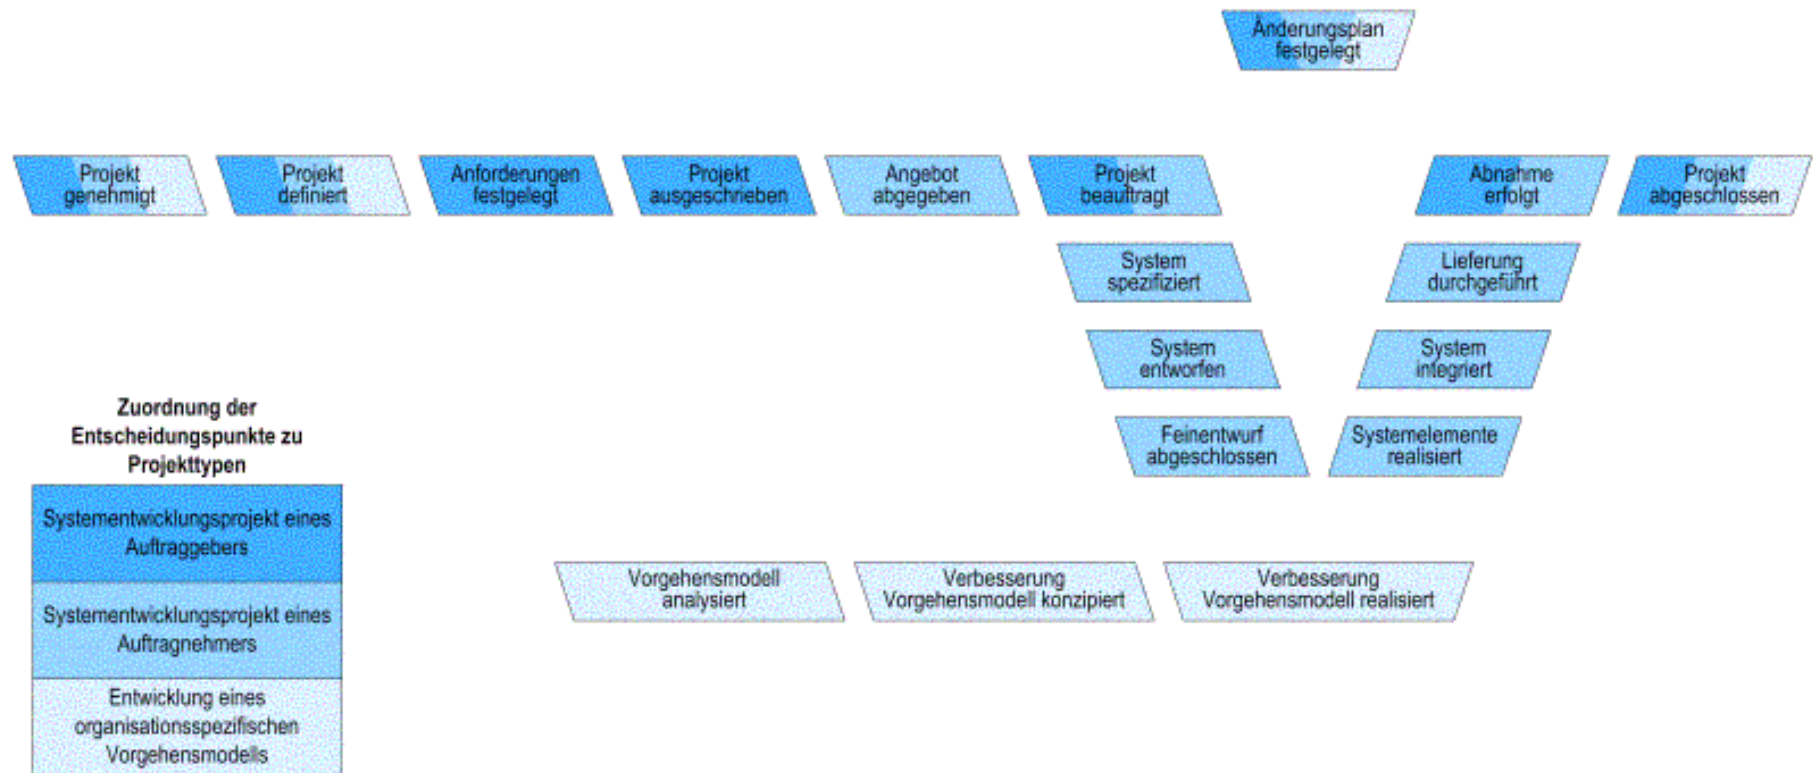 Änderungsplan
festgelegt
Projekt
genehmigt
Projekt
definiert
Anforderungen
festgelegt
Projekt
ausgeschrieben
Angebot
abgegeben
Projekt
beauftragt
Abnahme
erfolgt
Projekt
abgeschlossen
System
spezifiziert
Lieferung
durchgeführt
System
entworfen
System
integriert
Feinentwurf
abgeschlossen
Systemelemente
realisiert
Zuordnung der
Entscheidungspunkte zu
Projekttypen
Systementwicklungsprojekt eines
Auftraggebers
Systementwicklungsprojekt eines
Auftragnehmers
Entwicklung eines
organisationsspezifischen
Vorgehensmodells
Vorgehensmodell
analysiert
Verbesserung
Vorgehensmodell konzipiert
Verbesserung
Vorgehensmodell realisiert